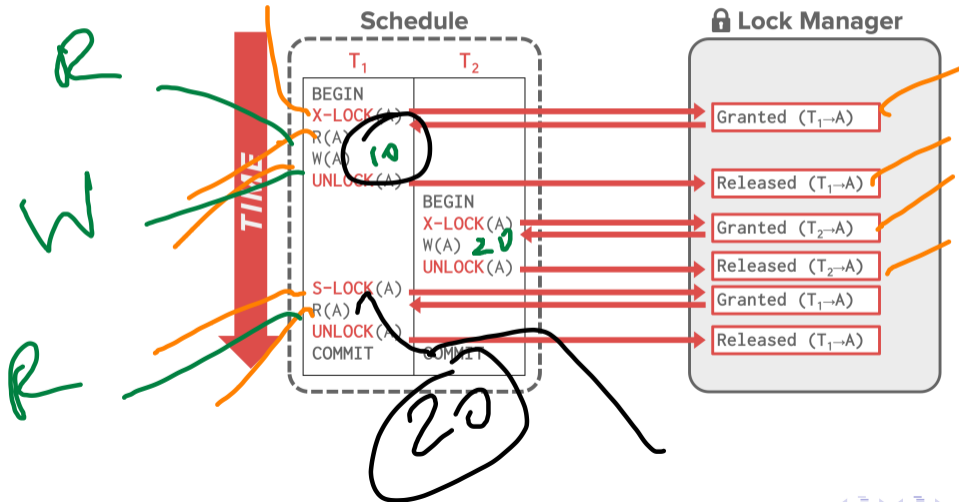 Schedule
Lock Manager
T1 T2
R
BEGIN
X-LOCK(A)
Granted (T1→A)
R(A)
W(A) 10
TIME
UNLOCK(A)
Released (T1→A)
W
BEGIN
X-LOCK(A)
Granted (T2→A)
W(A) 20
UNLOCK(A)
Released (T2→A)
S-LOCK(A)
Granted (T1→A)
R(A)
UNLOCK(A)
Released (T1→A)
COMMIT COMMIT
R
20